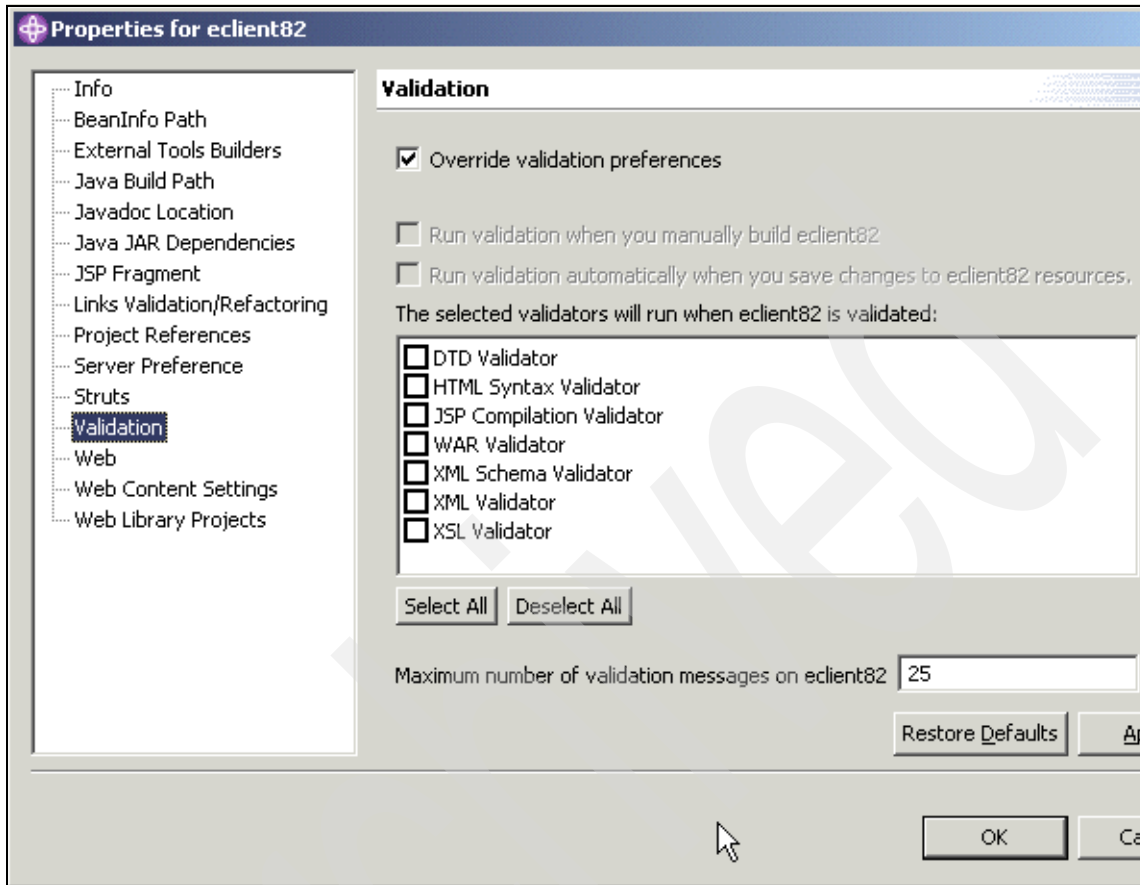 Properties for eclient82
Info
BeanInfo Path
External Tools Builders
Java Build Path
Javadoc Location
Java JAR Dependencies
JSP Fragment
Links Validation/Refactoring
Project References
Server Preference
Struts
Validation
Web
Web Content Settings
Web Library Projects
Validation
Override validation preferences
Run validation when you manually build eclient82
Run validation automatically when you save changes to eclient82 resources.
The selected validators will run when eclient82 is validated:
DTD Validator
HTML Syntax Validator
JSP Compilation Validator
WAR Validator
XML Schema Validator
XML Validator
XSL Validator
Select All
Deselect All
Maximum number of validation messages on eclient82 25
Restore Defaults
OK